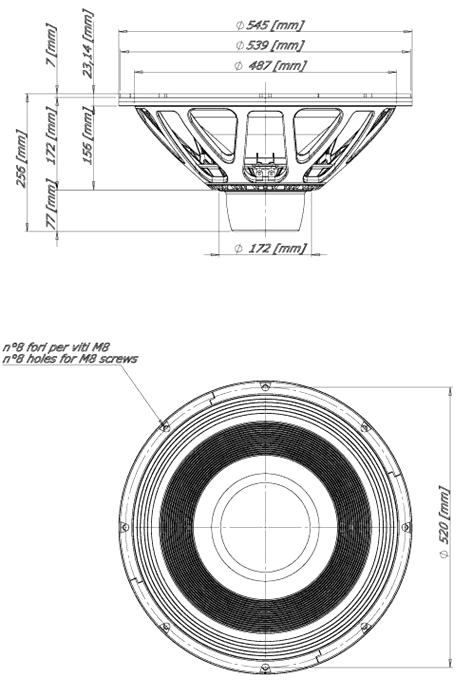 Ø 545 [mm]
Ø 539 [mm]
Ø 487 [mm]
7 [mm]
23,14 [mm]
256 [mm]
172 [mm]
156 [mm]
77 [mm]
Ø 172 [mm]
n°8 fori per viti M8
n°8 holes for M8 screws
Ø 520 [mm]